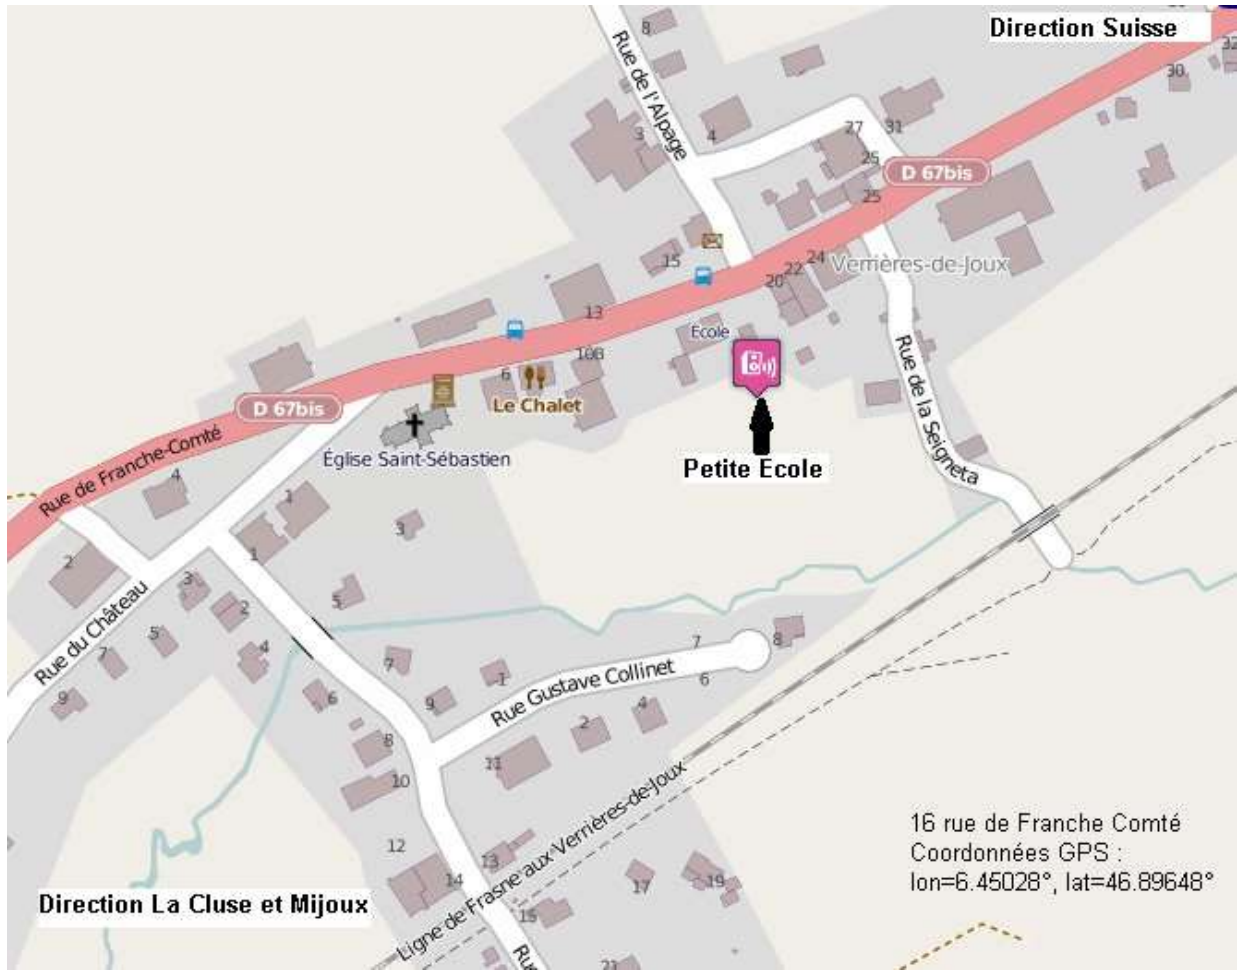 Direction Suisse
8
Rue de l'Alpage
32
30
3
4
27
31
26
D 67bis
25
15
24
22
20
Verrières-de-Joux
13
Ecole
10B
6
Le Chalet
D 67bis
Église Saint-Sébastien
Petite Ecole
Rue de la Seigneta
Rue de Franche-Comté
4
1
3
2
1
3
2
5
Rue du Château
5
4
7
9
7
6
9
1
7
8
Rue Gustave Collinet
6
4
2
8
11
10
12
13
14
15
17
19
21
Ligne de Frasne aux Verrières-de-Joux
Rue
16 rue de Franche Comté
Coordonnées GPS :
lon=6.45028°, lat=46.89648°
Direction La Cluse et Mijoux